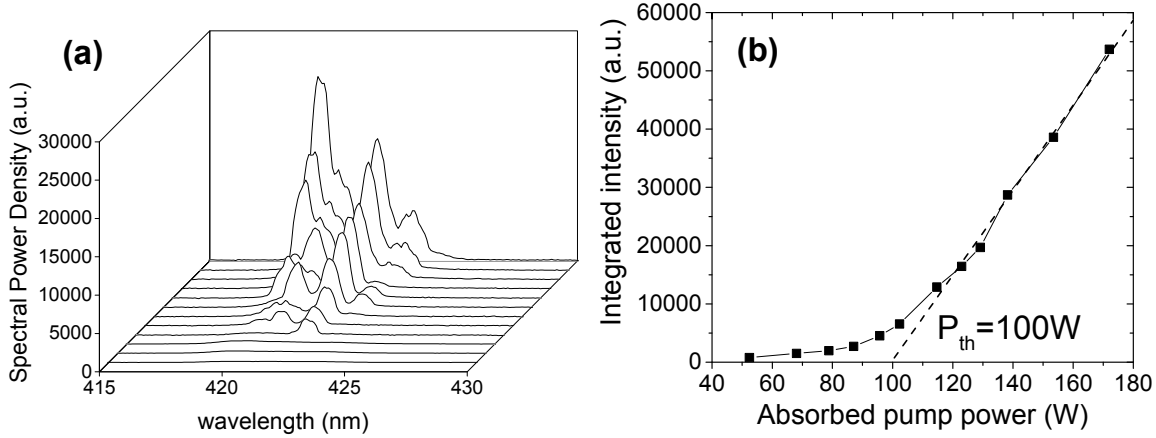 (a)
Spectral Power Density (a.u.)
30000
25000
20000
15000
10000
5000
0
415 420 425 430
wavelength (nm)
(b)
Integrated intensity (a.u.)
60000
50000
40000
30000
20000
10000
0
P_th=100W
40 60 80 100 120 140 160 180
Absorbed pump power (W)